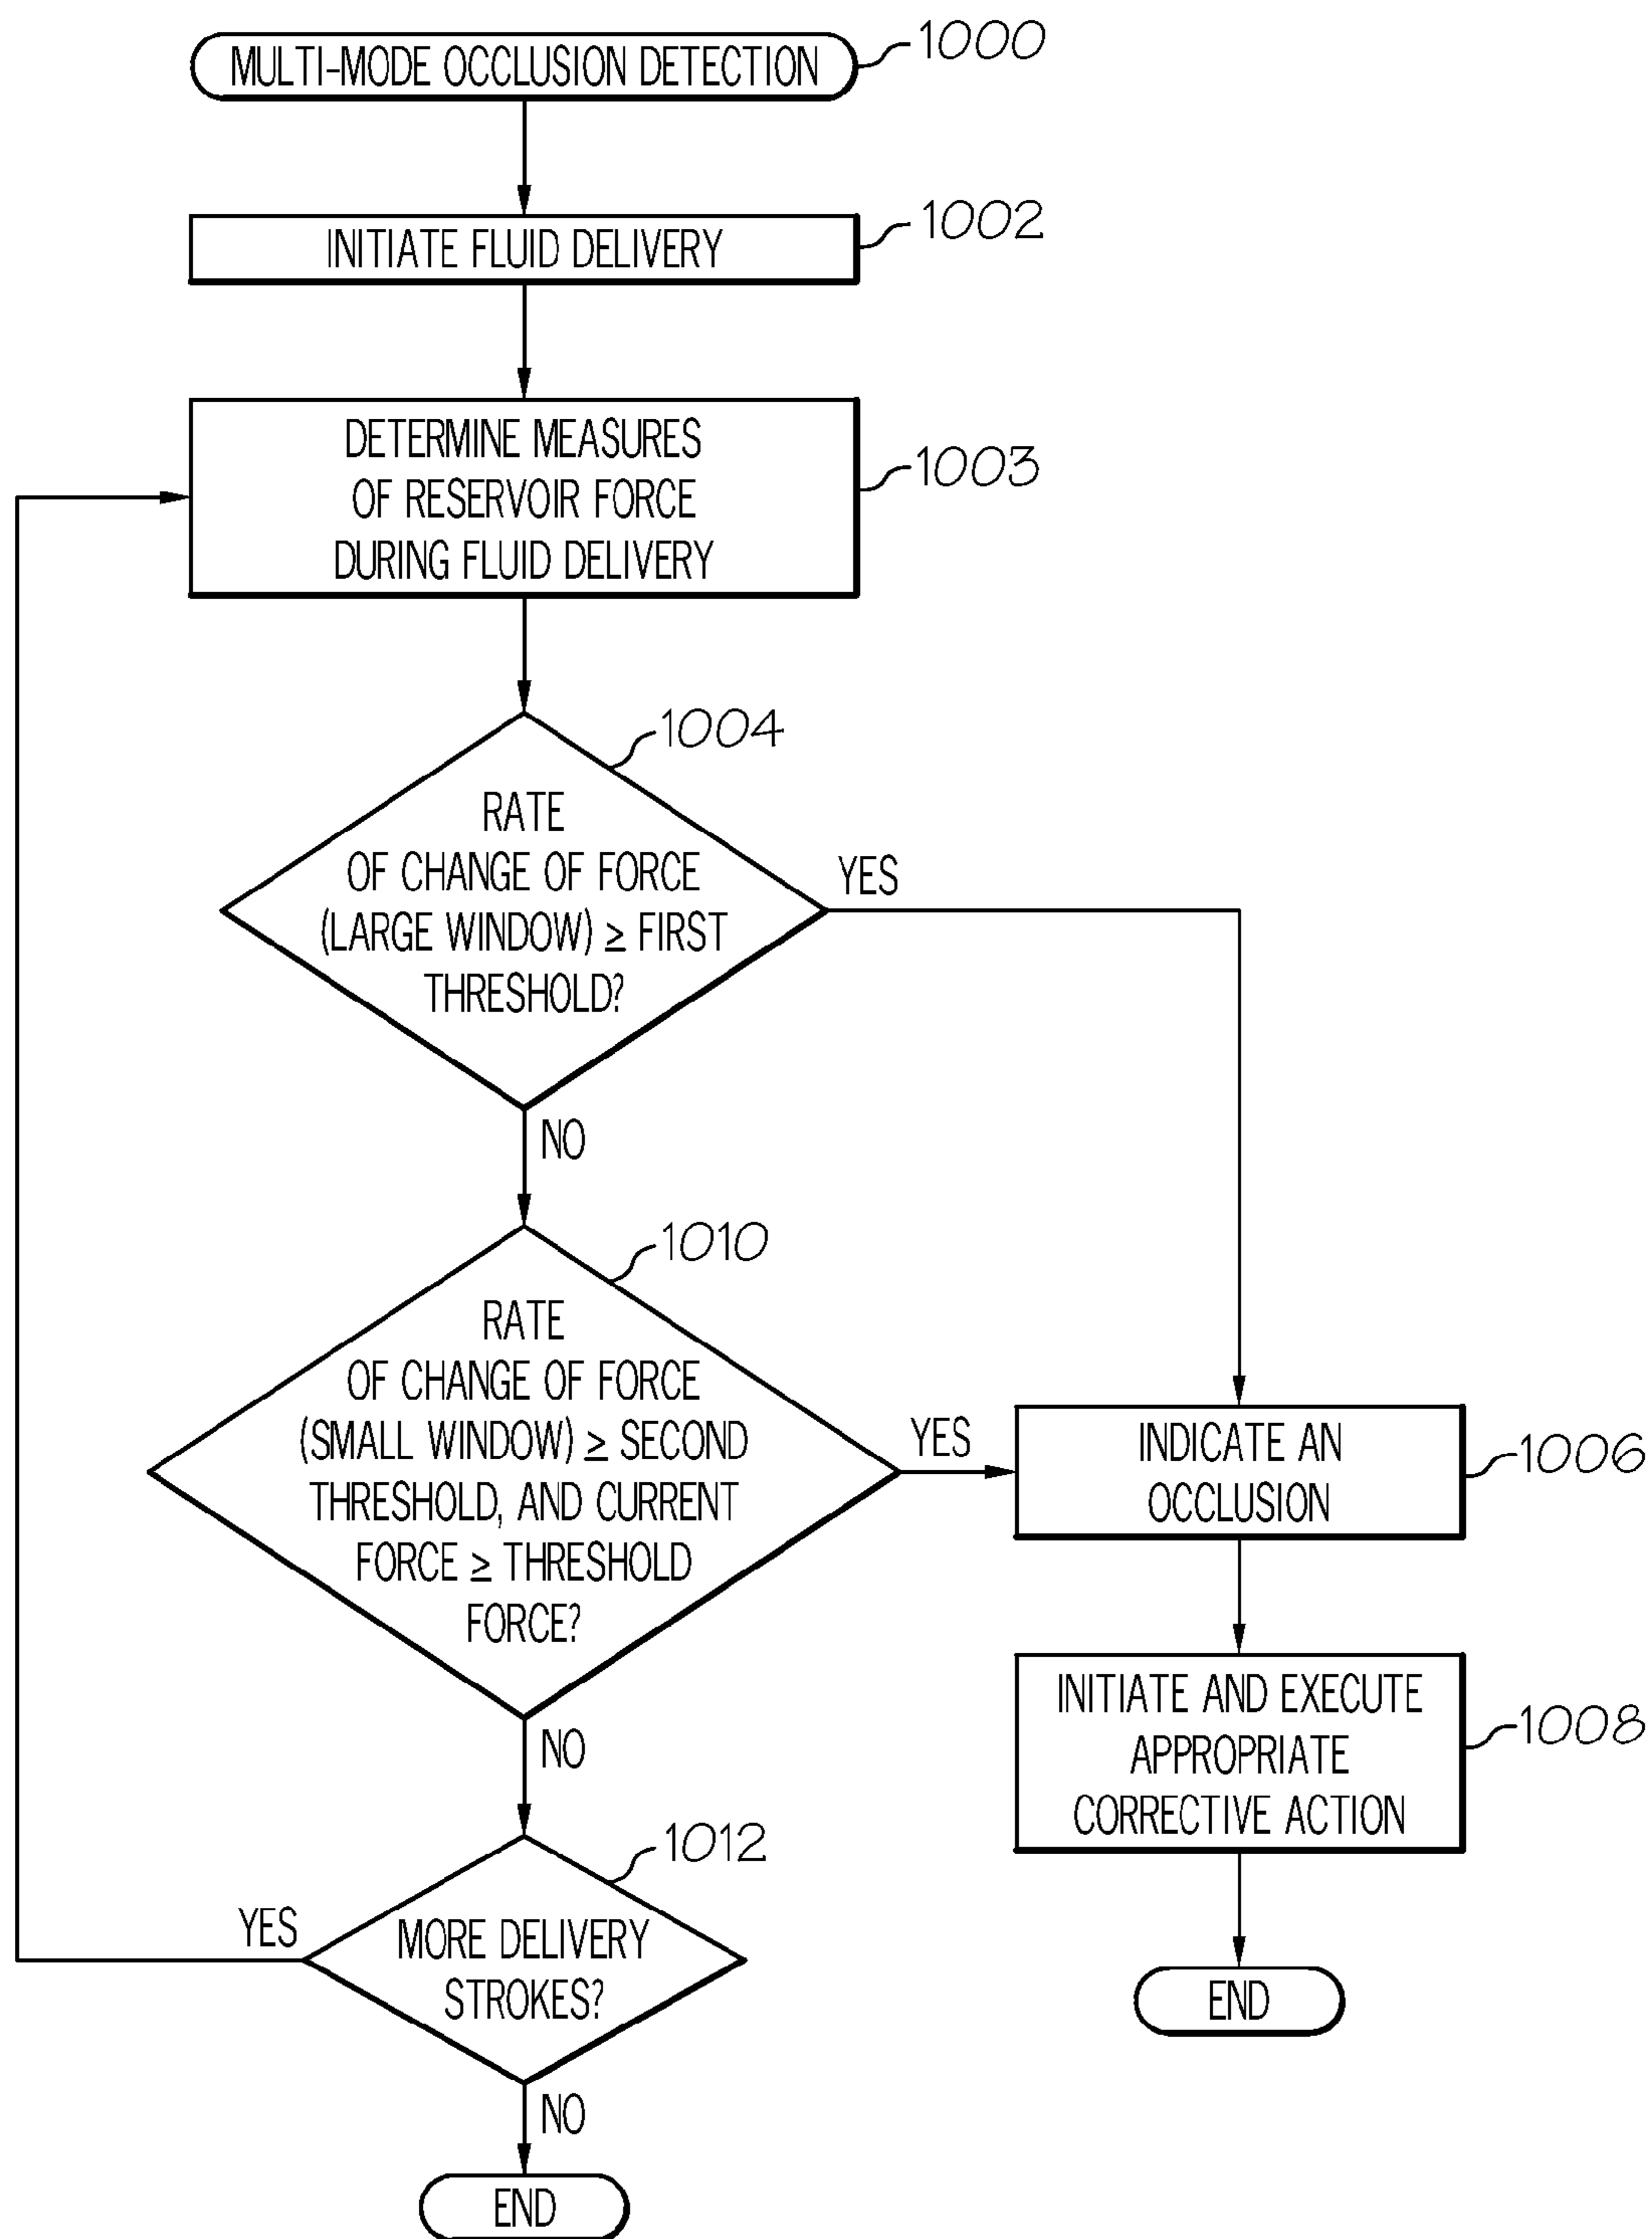 MULTI-MODE OCCLUSION DETECTION
1000
INITIATE FLUID DELIVERY
1002
DETERMINE MEASURES
OF RESERVOIR FORCE
DURING FLUID DELIVERY
1003
1004
RATE
OF CHANGE OF FORCE
(LARGE WINDOW) ≥ FIRST
THRESHOLD?
YES
NO
1010
RATE
OF CHANGE OF FORCE
(SMALL WINDOW) ≥ SECOND
THRESHOLD, AND CURRENT
FORCE ≥ THRESHOLD
FORCE?
YES
INDICATE AN
OCCLUSION
1006
NO
INITIATE AND EXECUTE
APPROPRIATE
CORRECTIVE ACTION
1008
1012
YES
MORE DELIVERY
STROKES?
END
NO
END